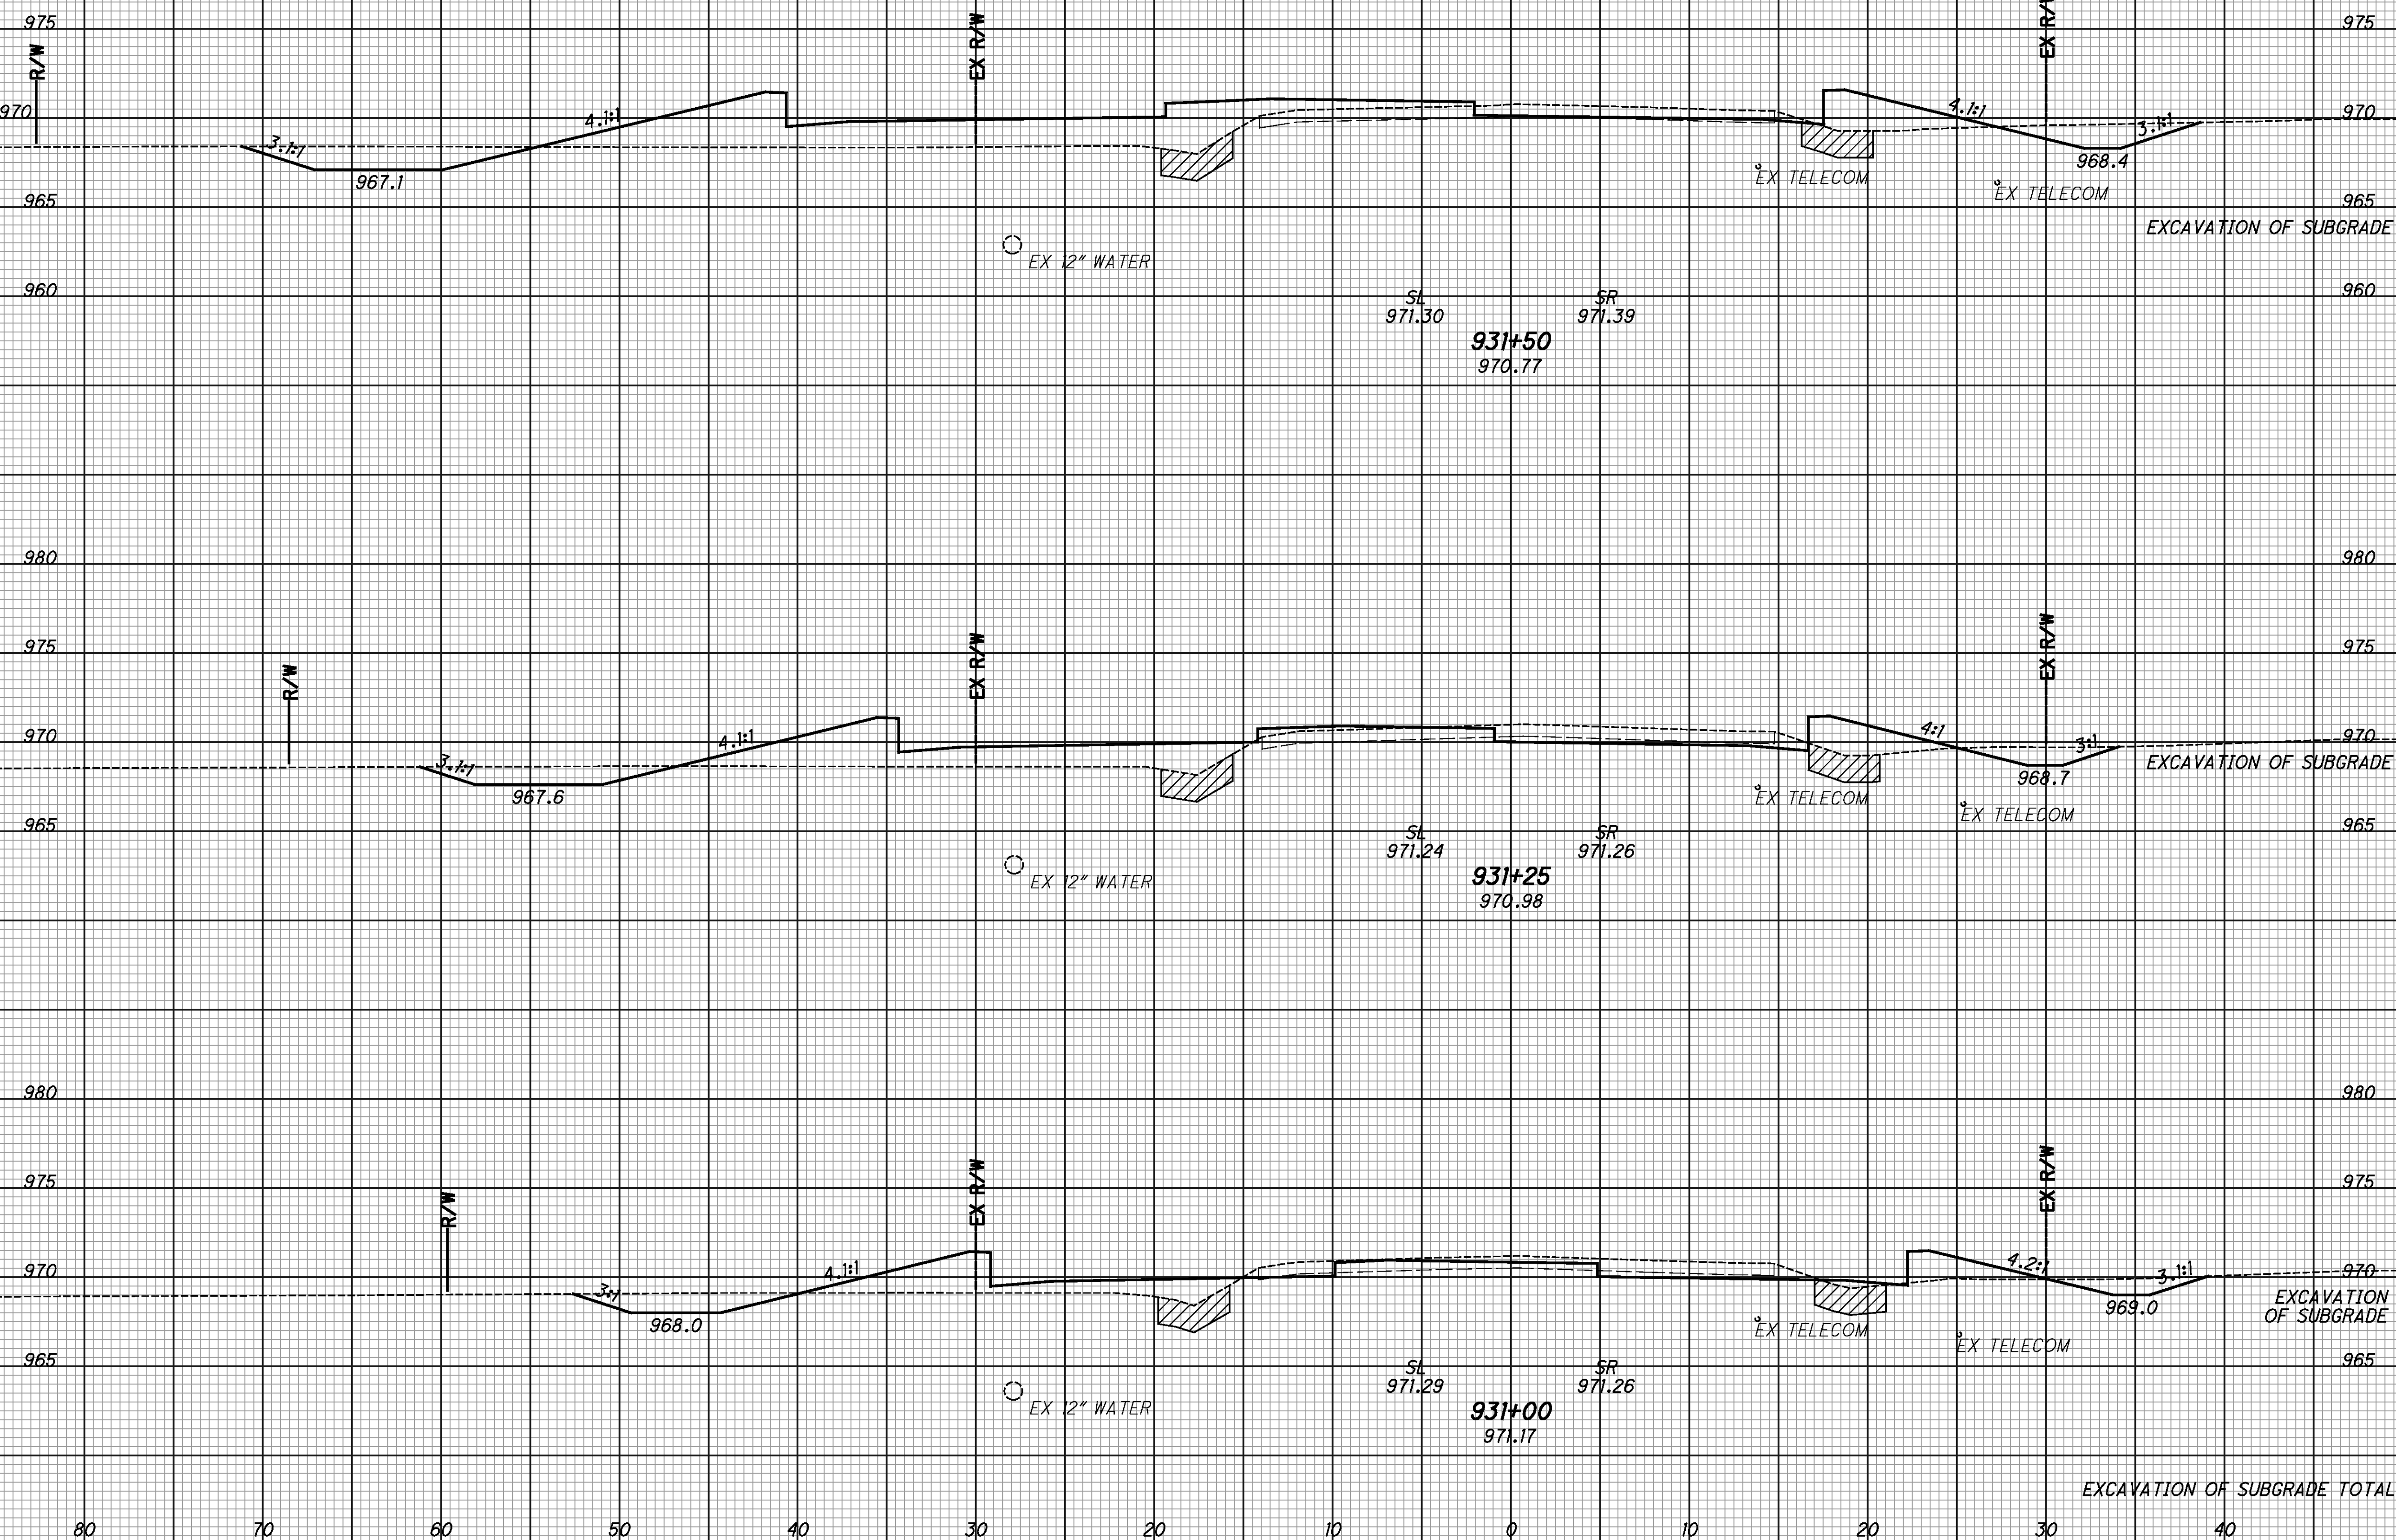 975 R/W EX R/W EX R/W 975
970 4.1:1 4.1:1 3.1:1
3.1:1 967.1 968.4
EX TELECOM EX TELECOM
965 965
EXCAVATION OF SUBGRADE
EX 12" WATER
960 960
SL SR
971.30 971.39
931+50
970.77
980 980
975 R/W EX R/W EX R/W 975
970 4.1:1 4:1 3:1 970
3.1:1 967.6 968.7
EXCAVATION OF SUBGRADE
EX TELECOM EX TELECOM
965 965
SL SR
971.24 971.26
EX 12" WATER
931+25
970.98
980 980
975 R/W EX R/W EX R/W 975
970 4.1:1 4.2:1 3.1:1 970
3:1 968.0 969.0
EXCAVATION
OF SUBGRADE
EX TELECOM EX TELECOM
965 965
SL SR
971.29 971.26
EX 12" WATER
931+00
971.17
EXCAVATION OF SUBGRADE TOTAL
80 70 60 50 40 30 20 10 0 10 20 30 40